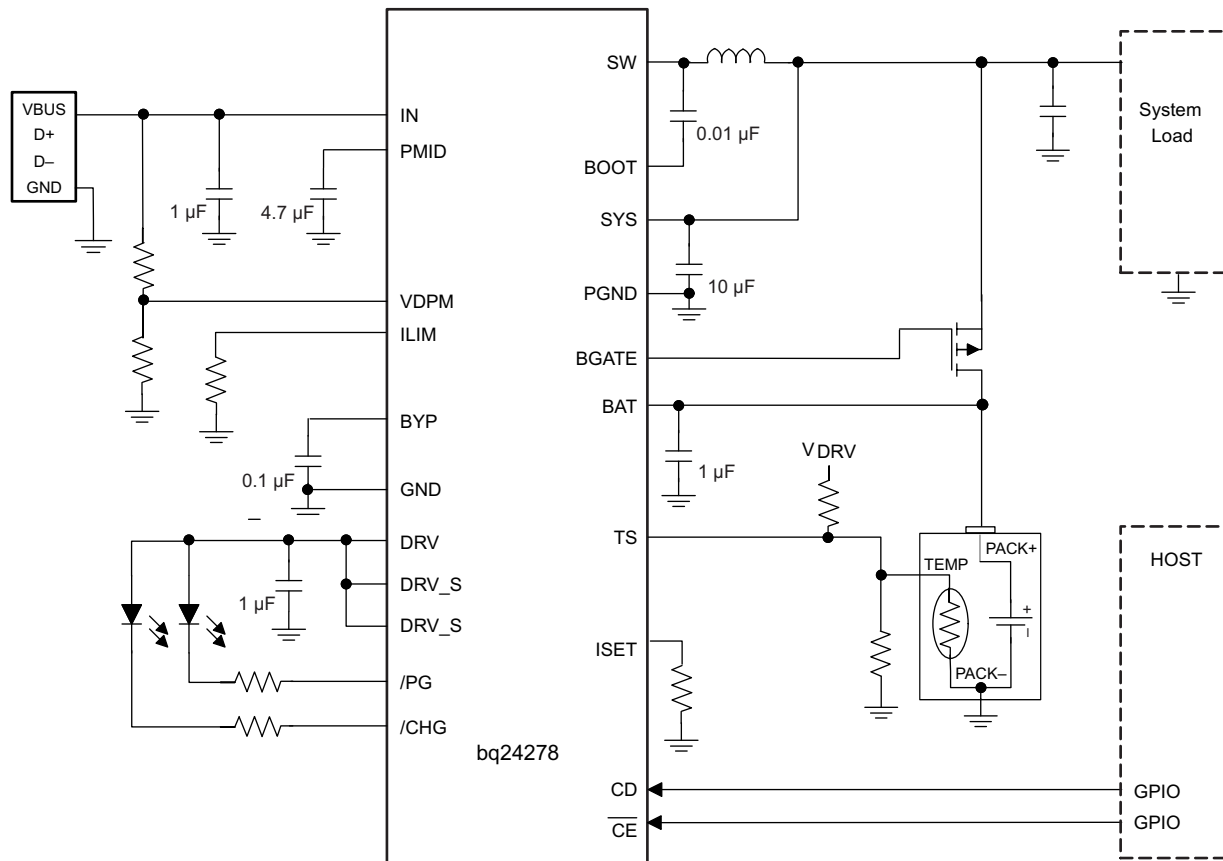 VBUS
D+
D–
GND
1 µF
4.7 µF
0.1 µF
–
1 µF
IN
PMID
VDPM
ILIM
BYP
GND
DRV
DRV_S
DRV_S
/PG
/CHG
bq24278
SW
BOOT
SYS
PGND
BGATE
BAT
TS
ISET
CD
CE
0.01 µF
10 µF
1 µF
VDRV
TEMP
PACK+
+
–
PACK–
System
Load
HOST
GPIO
GPIO